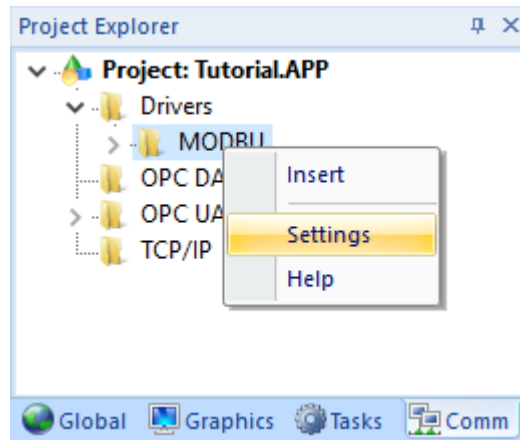 Project Explorer
Project: Tutorial.APP
Drivers
MODBU
OPC DA
Insert
OPC UA
Settings
TCP/IP
Help
Global Graphics Tasks Comm